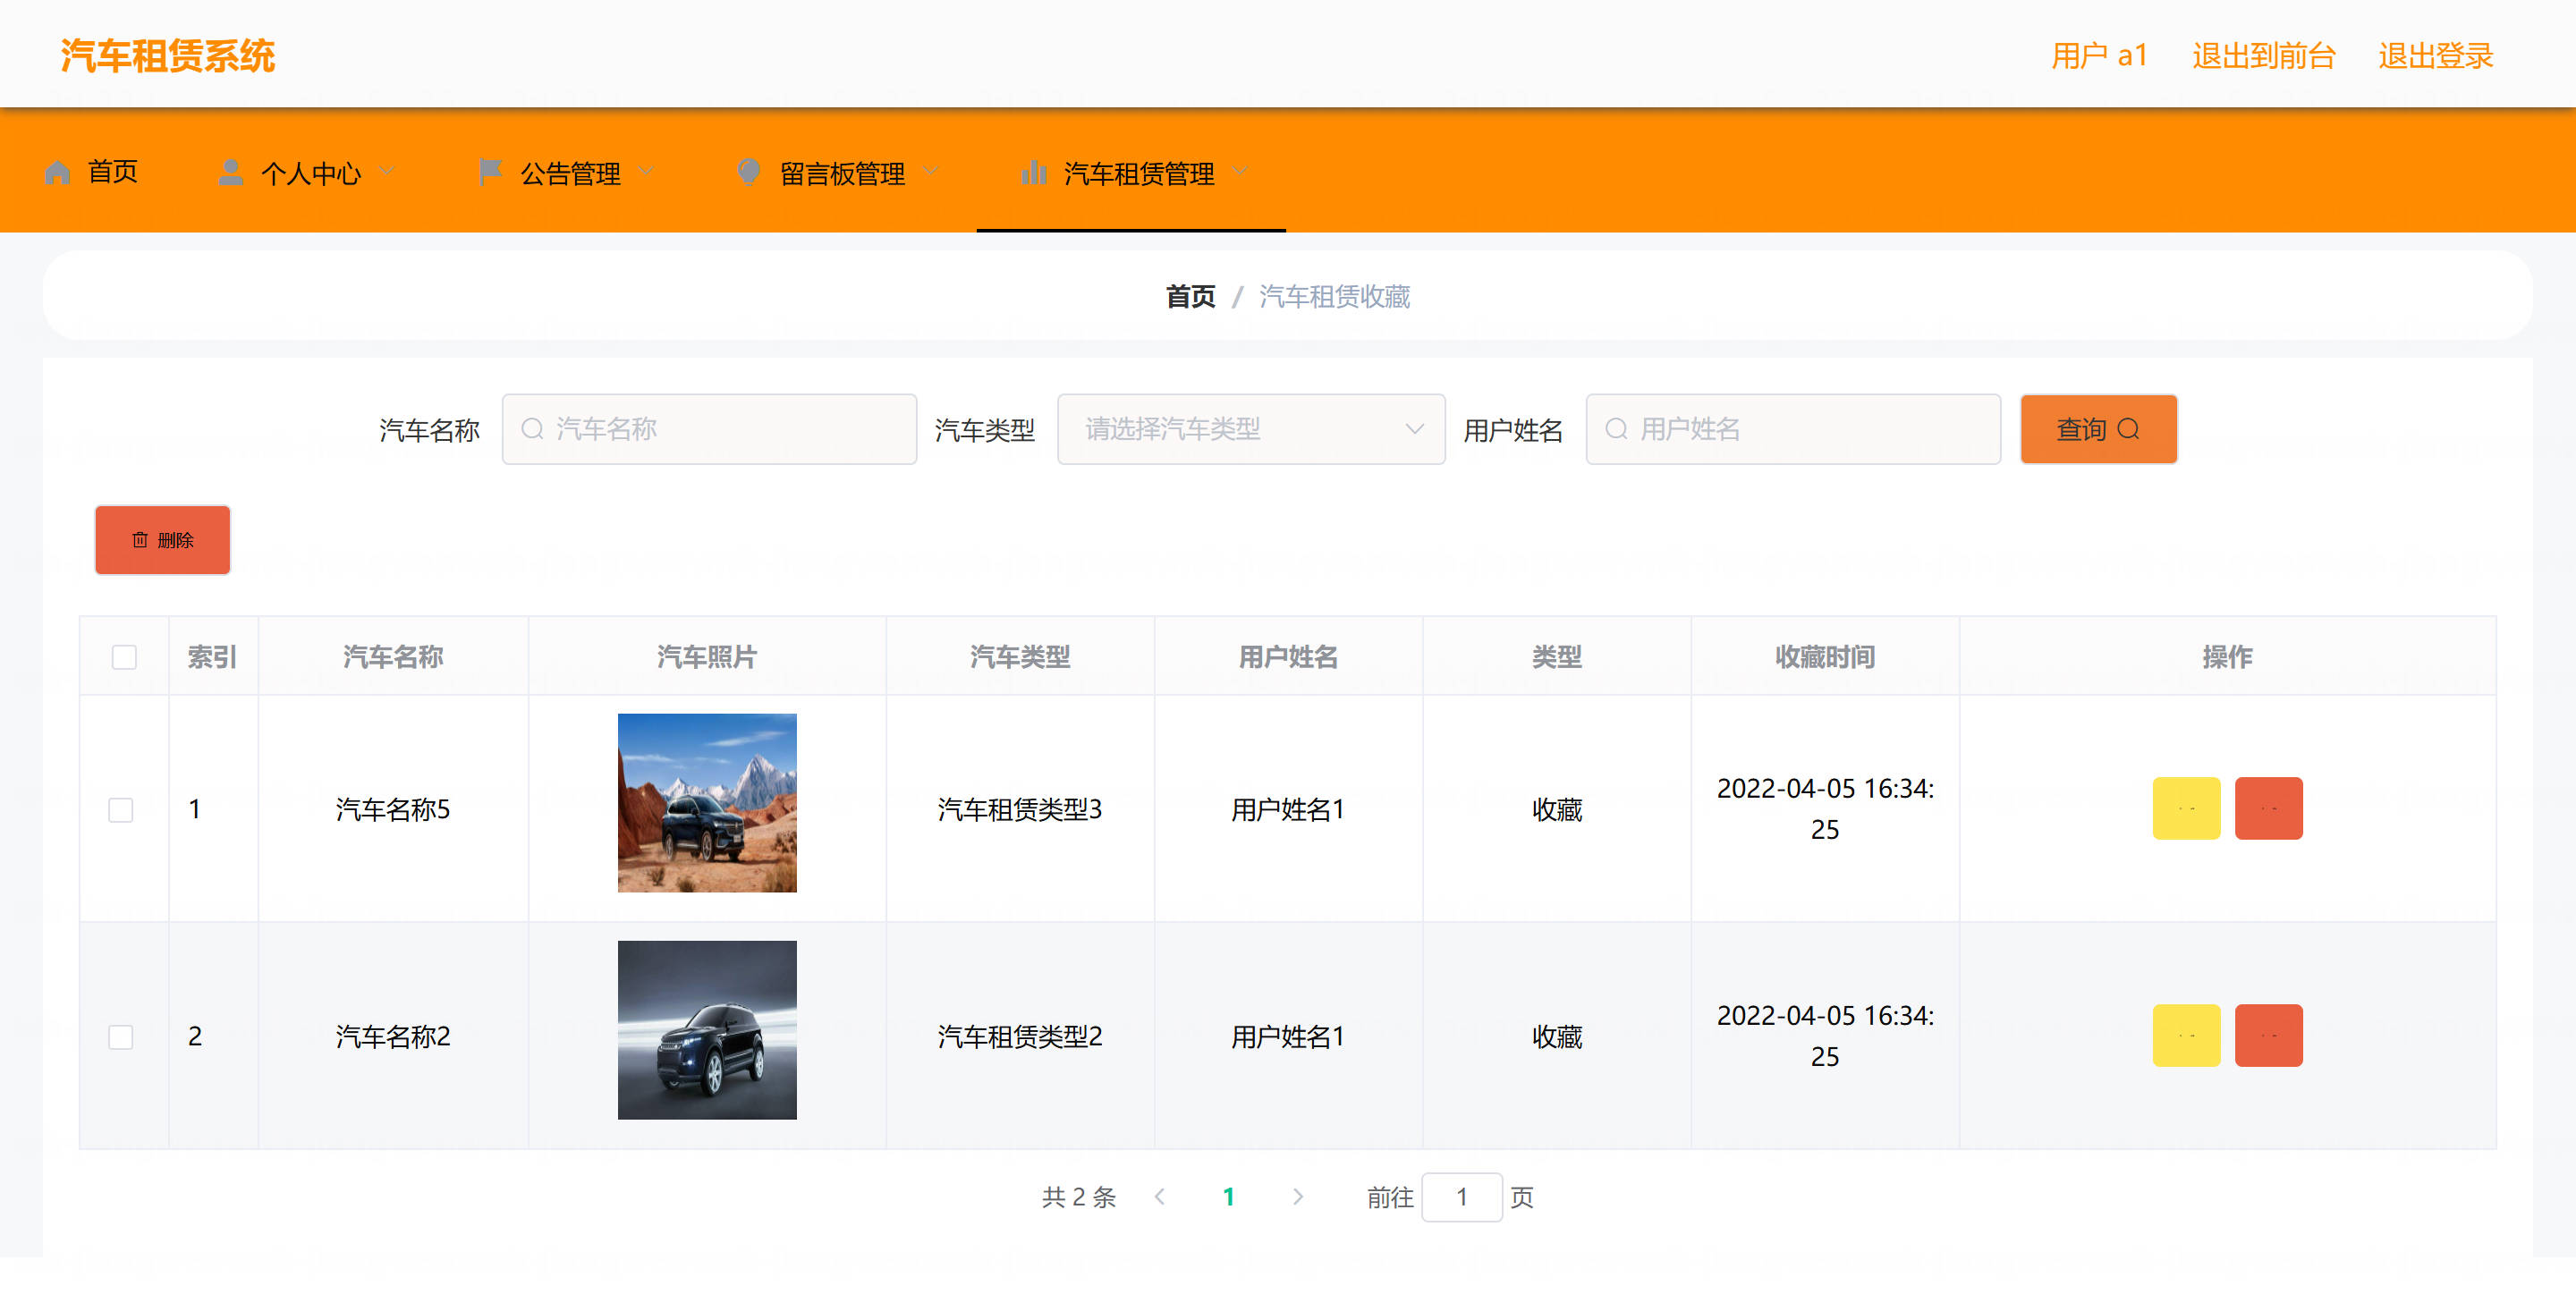 汽车租赁系统
用户 a1 退出到前台 退出登录
首页 个人中心 公告管理 留言板管理 汽车租赁管理
首页 / 汽车租赁收藏
汽车名称 汽车名称 汽车类型 请选择汽车类型 用户姓名 用户姓名 查询
删除
索引 汽车名称 汽车照片 汽车类型 用户姓名 类型 收藏时间 操作
1 汽车名称5 汽车租赁类型3 用户姓名1 收藏 2022-04-05 16:34:
25
2 汽车名称2 汽车租赁类型2 用户姓名1 收藏 2022-04-05 16:34:
25
共 2 条 1 前往 1 页